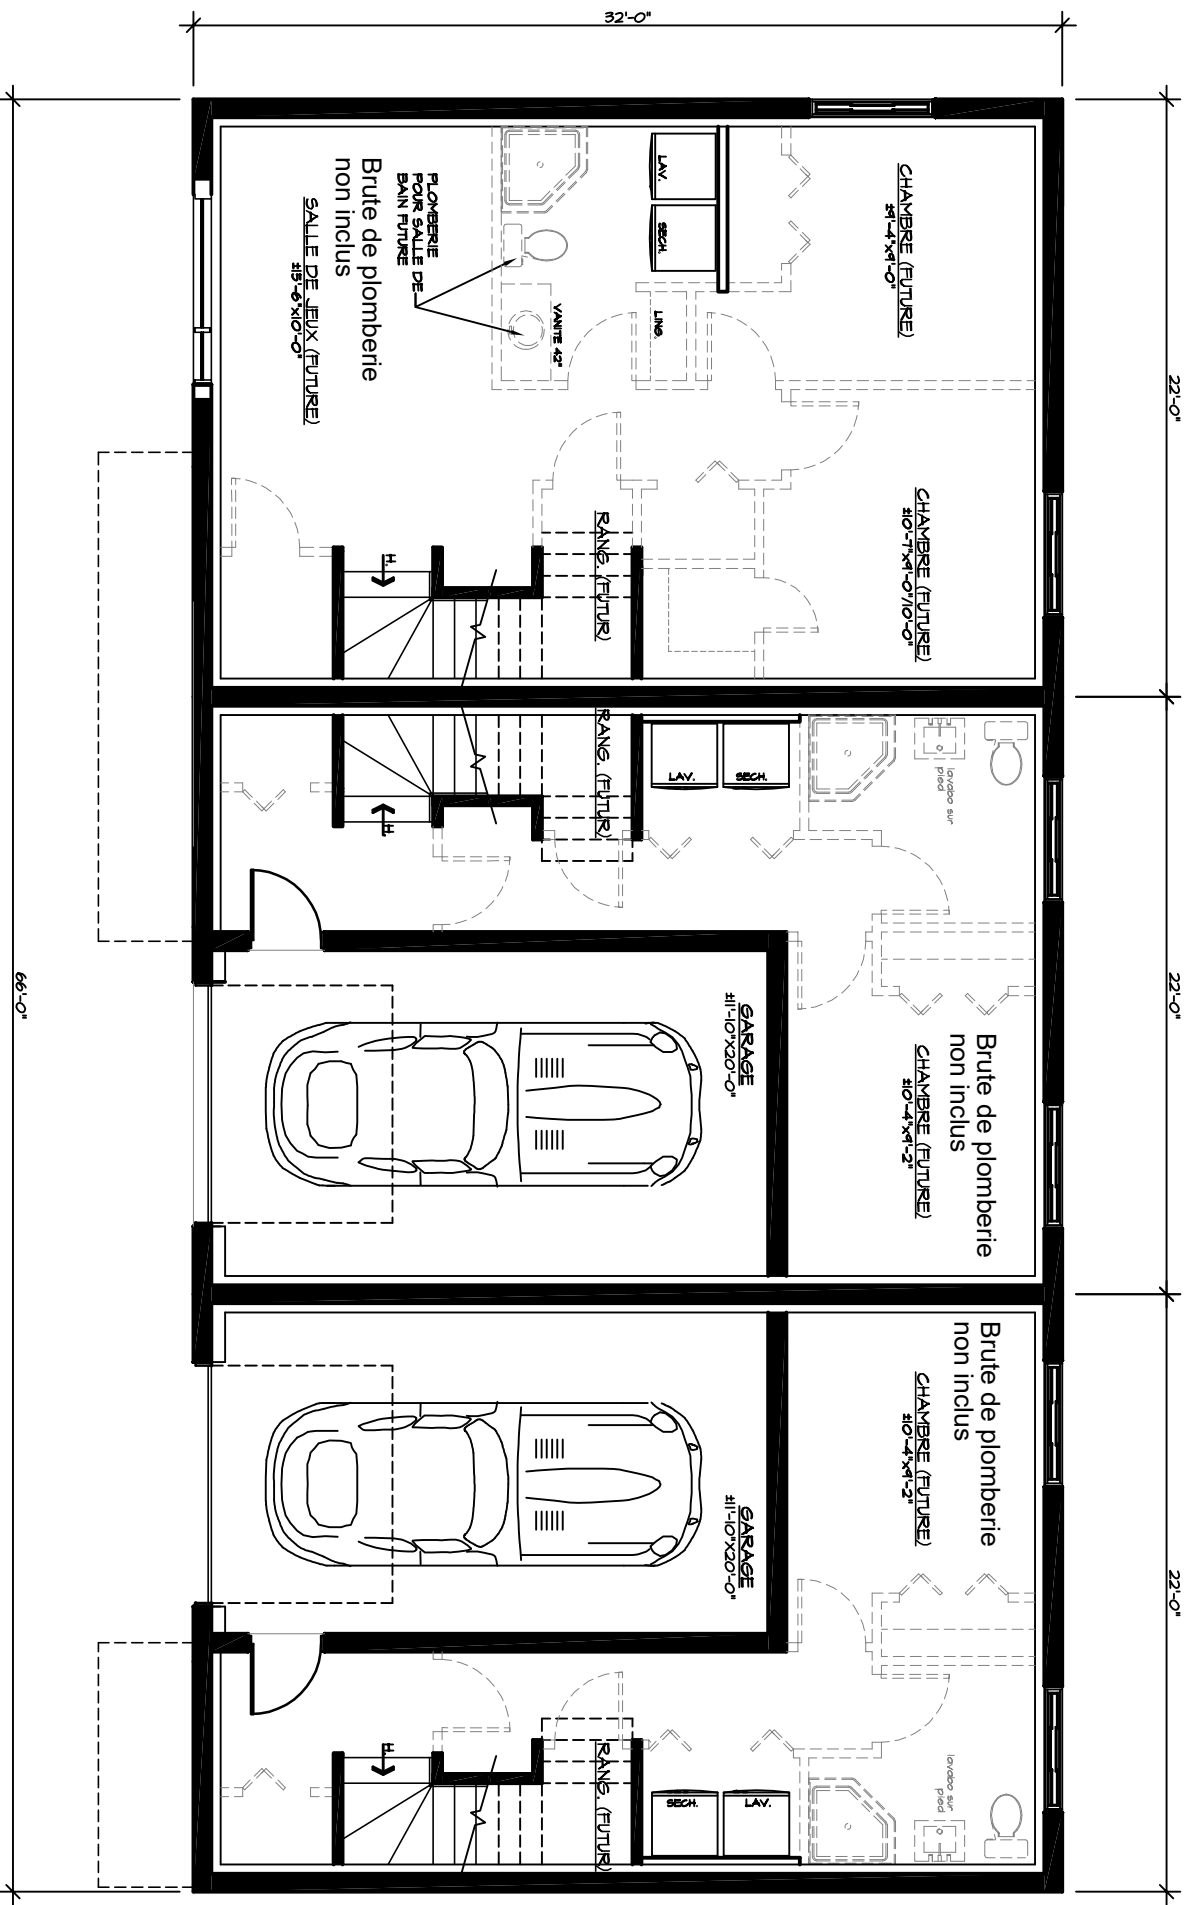 32'-0"
22'-0"
22'-0"
22'-0"
66'-0"
CHAMBRE (FUTURE)
±9'-4"x9'-0"
LAV.
SECH.
LING.
VANITE 42"
PLOMBERIE
POUR SALLE DE
BAIN FUTURE
Brute de plomberie
non inclus
SALLE DE JEUX (FUTURE)
±15'-6"x10'-0"
CHAMBRE (FUTURE)
±10'-7"x9'-0"/10'-0"
RANG. (FUTUR)
H.
RANG. (FUTUR)
H.
LAV.
SECH.
lavabo sur
pied
Brute de plomberie
non inclus
CHAMBRE (FUTURE)
±10'-4"x9'-2"
GARAGE
±11'-10"X20'-0"
Brute de plomberie
non inclus
CHAMBRE (FUTURE)
±10'-4"x9'-2"
GARAGE
±11'-10"X20'-0"
lavabo sur
pied
SECH.
LAV.
RANG. (FUTUR)
H.